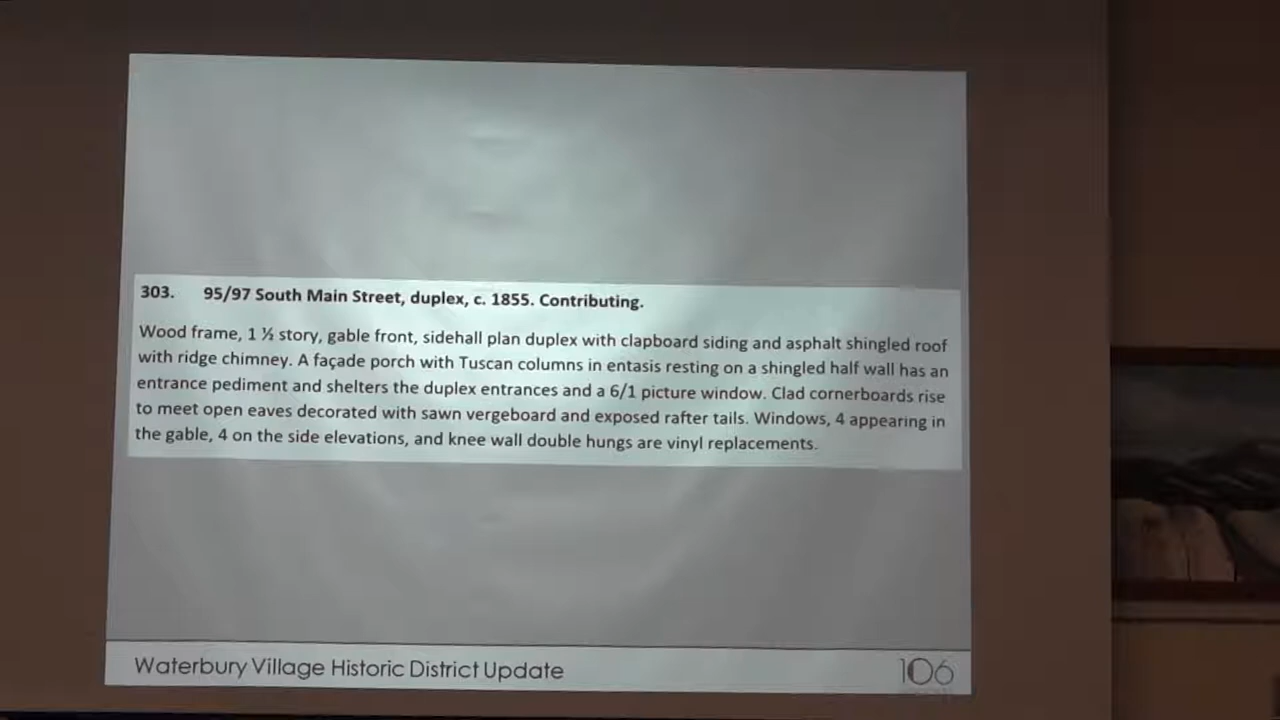 303. 95/97 South Main Street, duplex, c. 1855. Contributing.
Wood frame, 1 ½ story, gable front, sidehall plan duplex with clapboard siding and asphalt shingled roof
with ridge chimney. A façade porch with Tuscan columns in entasis resting on a shingled half wall has an
entrance pediment and shelters the duplex entrances and a 6/1 picture window. Clad cornerboards rise
to meet open eaves decorated with sawn vergeboard and exposed rafter tails. Windows, 4 appearing in
the gable, 4 on the side elevations, and knee wall double hungs are vinyl replacements.
Waterbury Village Historic District Update
106